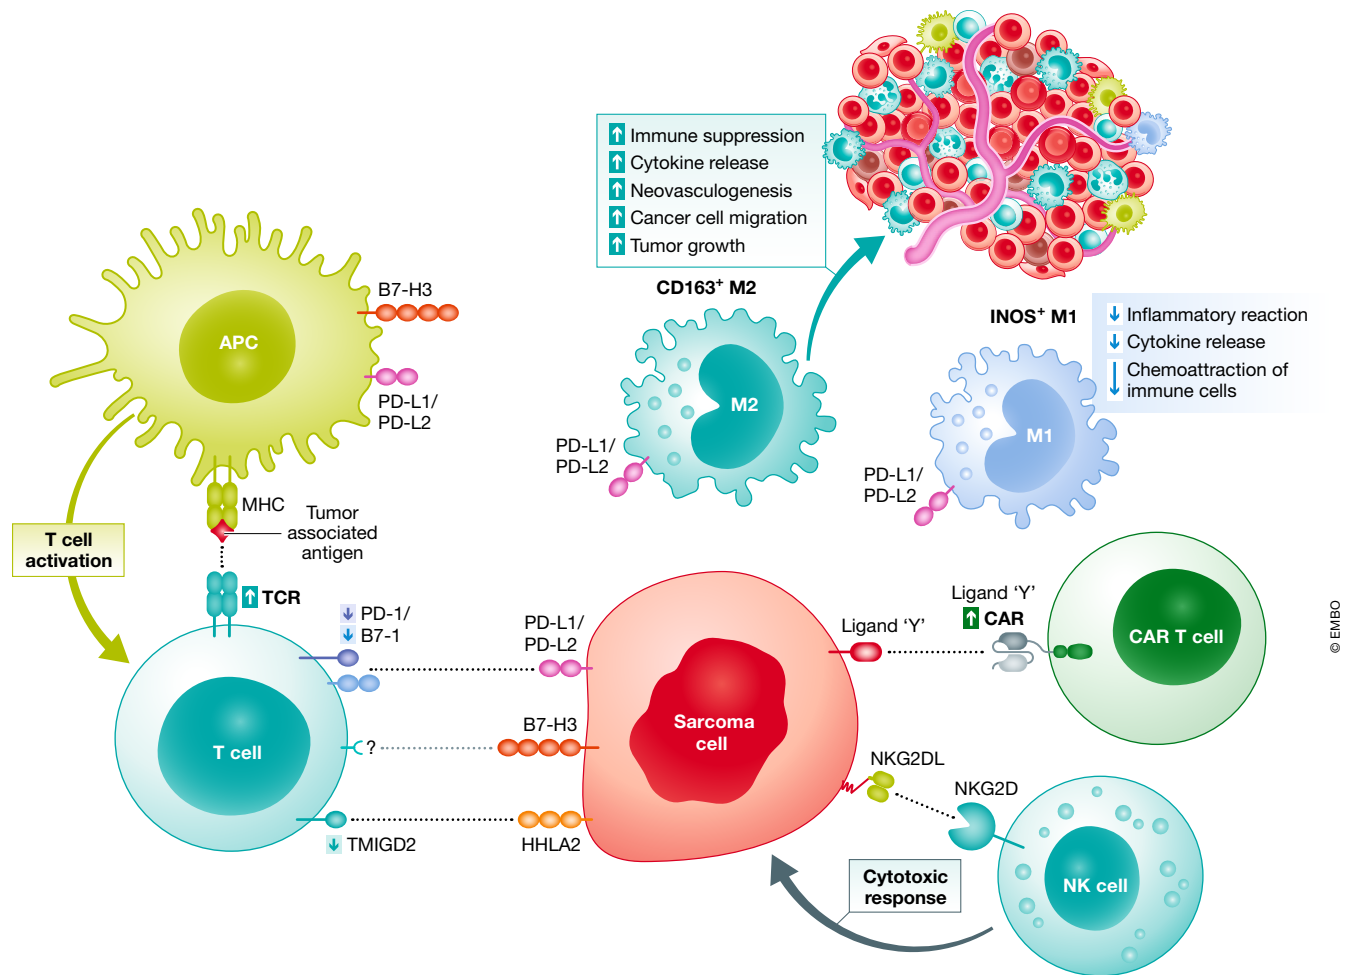 Immune suppression
Cytokine release
Neovasculogenesis
Cancer cell migration
Tumor growth
CD163⁺ M2
M2
PD-L1/
PD-L2
INOS⁺ M1
Inflammatory reaction
Cytokine release
Chemoattraction of
immune cells
M1
PD-L1/
PD-L2
B7-H3
APC
PD-L1/
PD-L2
MHC
Tumor
associated
antigen
T cell
activation
TCR
PD-1/
B7-1
T cell
?
TMIGD2
PD-L1/
PD-L2
B7-H3
HHLA2
Sarcoma
cell
Ligand ‘Y’
Ligand ‘Y’
CAR
CAR T cell
NKG2DL
NKG2D
NK cell
Cytotoxic
response
© EMBO